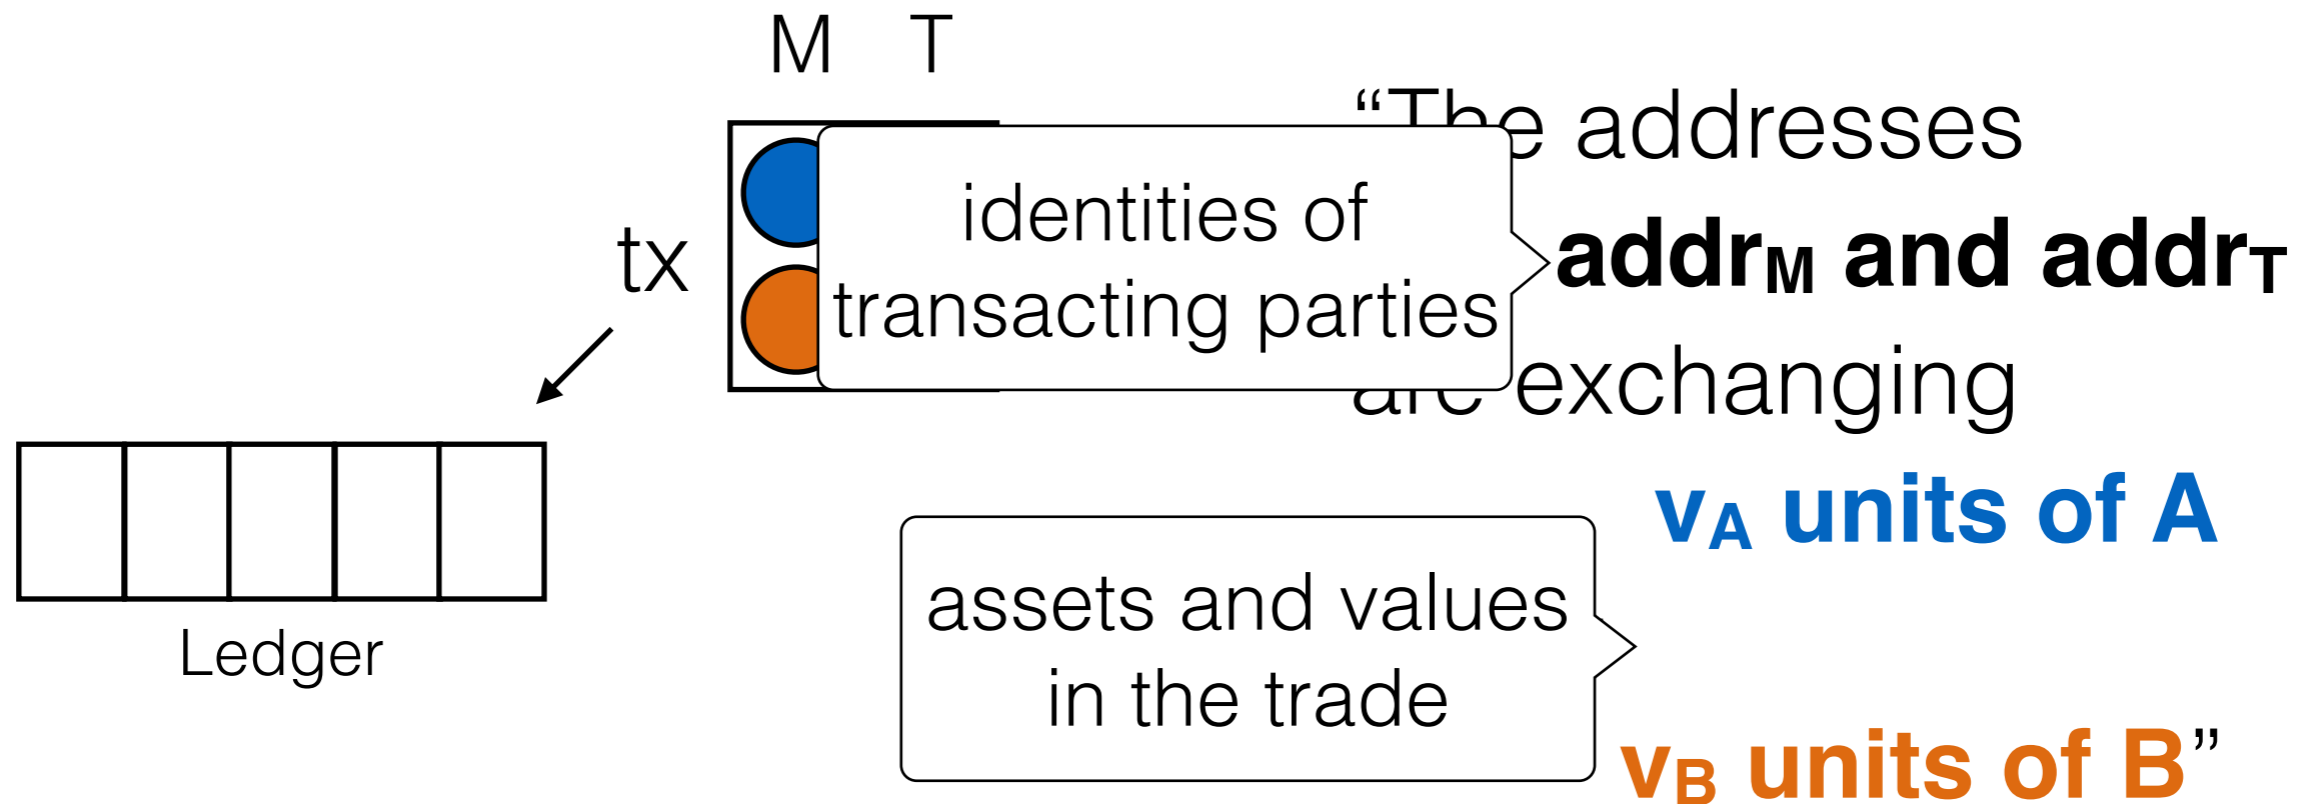 M T
tx
identities of
transacting parties
“The addresses
addrM and addrT
are exchanging
vA units of A
assets and values
in the trade
vB units of B”
Ledger